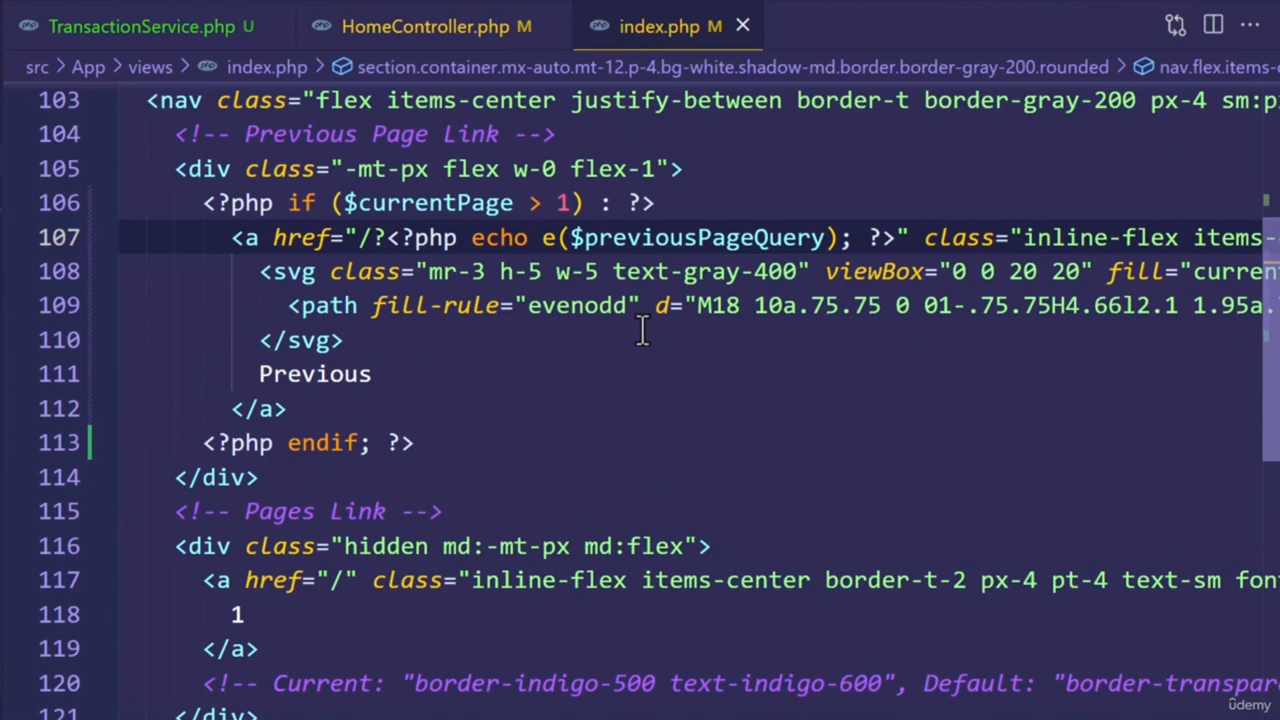 TransactionService.php U HomeController.php M index.php M
src > App > views > index.php > section.container.mx-auto.mt-12.p-4.bg-white.shadow-md.border.border-gray-200.rounded > nav.flex.items-c
103 <nav class="flex items-center justify-between border-t border-gray-200 px-4 sm:px
104 <!-- Previous Page Link -->
105 <div class="-mt-px flex w-0 flex-1">
106 <?php if ($currentPage > 1) : ?>
107 <a href="/?<?php echo e($previousPageQuery); ?>" class="inline-flex items-
108 <svg class="mr-3 h-5 w-5 text-gray-400" viewBox="0 0 20 20" fill="curren
109 <path fill-rule="evenodd" d="M18 10a.75.75 0 01-.75.75H4.66l2.1 1.95a.
110 </svg>
111 Previous
112 </a>
113 <?php endif; ?>
114 </div>
115 <!-- Pages Link -->
116 <div class="hidden md:-mt-px md:flex">
117 <a href="/" class="inline-flex items-center border-t-2 px-4 pt-4 text-sm fon
118 1
119 </a>
120 <!-- Current: "border-indigo-500 text-indigo-600", Default: "border-transpare
121 </div>
udemy